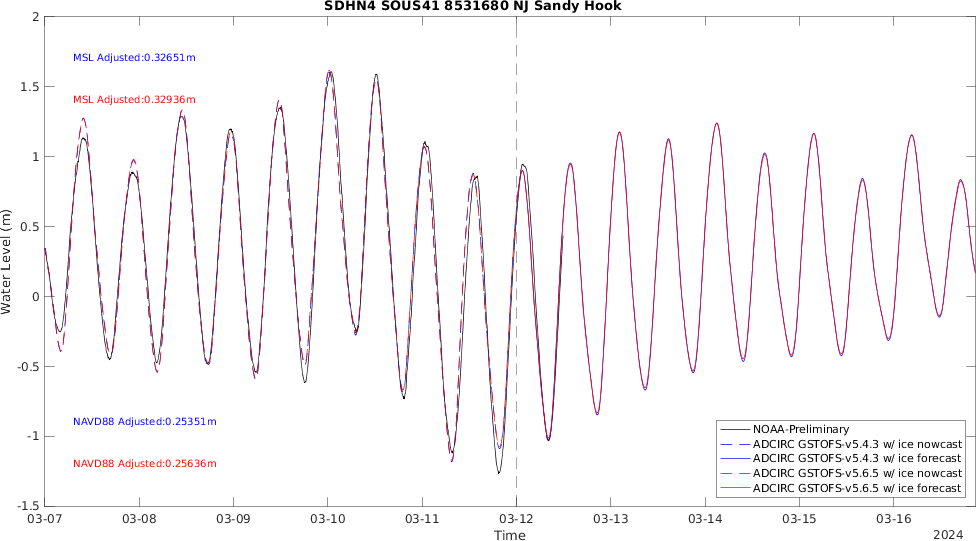 SDHN4 SOUS41 8531680 NJ Sandy Hook
2
1.5
1
0.5
0
-0.5
-1
-1.5
Water Level (m)
MSL Adjusted:0.32651m
MSL Adjusted:0.32936m
NAVD88 Adjusted:0.25351m
NAVD88 Adjusted:0.25636m
NOAA-Preliminary
ADCIRC GSTOFS-v5.4.3 w/ ice nowcast
ADCIRC GSTOFS-v5.4.3 w/ ice forecast
ADCIRC GSTOFS-v5.6.5 w/ ice nowcast
ADCIRC GSTOFS-v5.6.5 w/ ice forecast
03-07 03-08 03-09 03-10 03-11 03-12 03-13 03-14 03-15 03-16
Time
2024